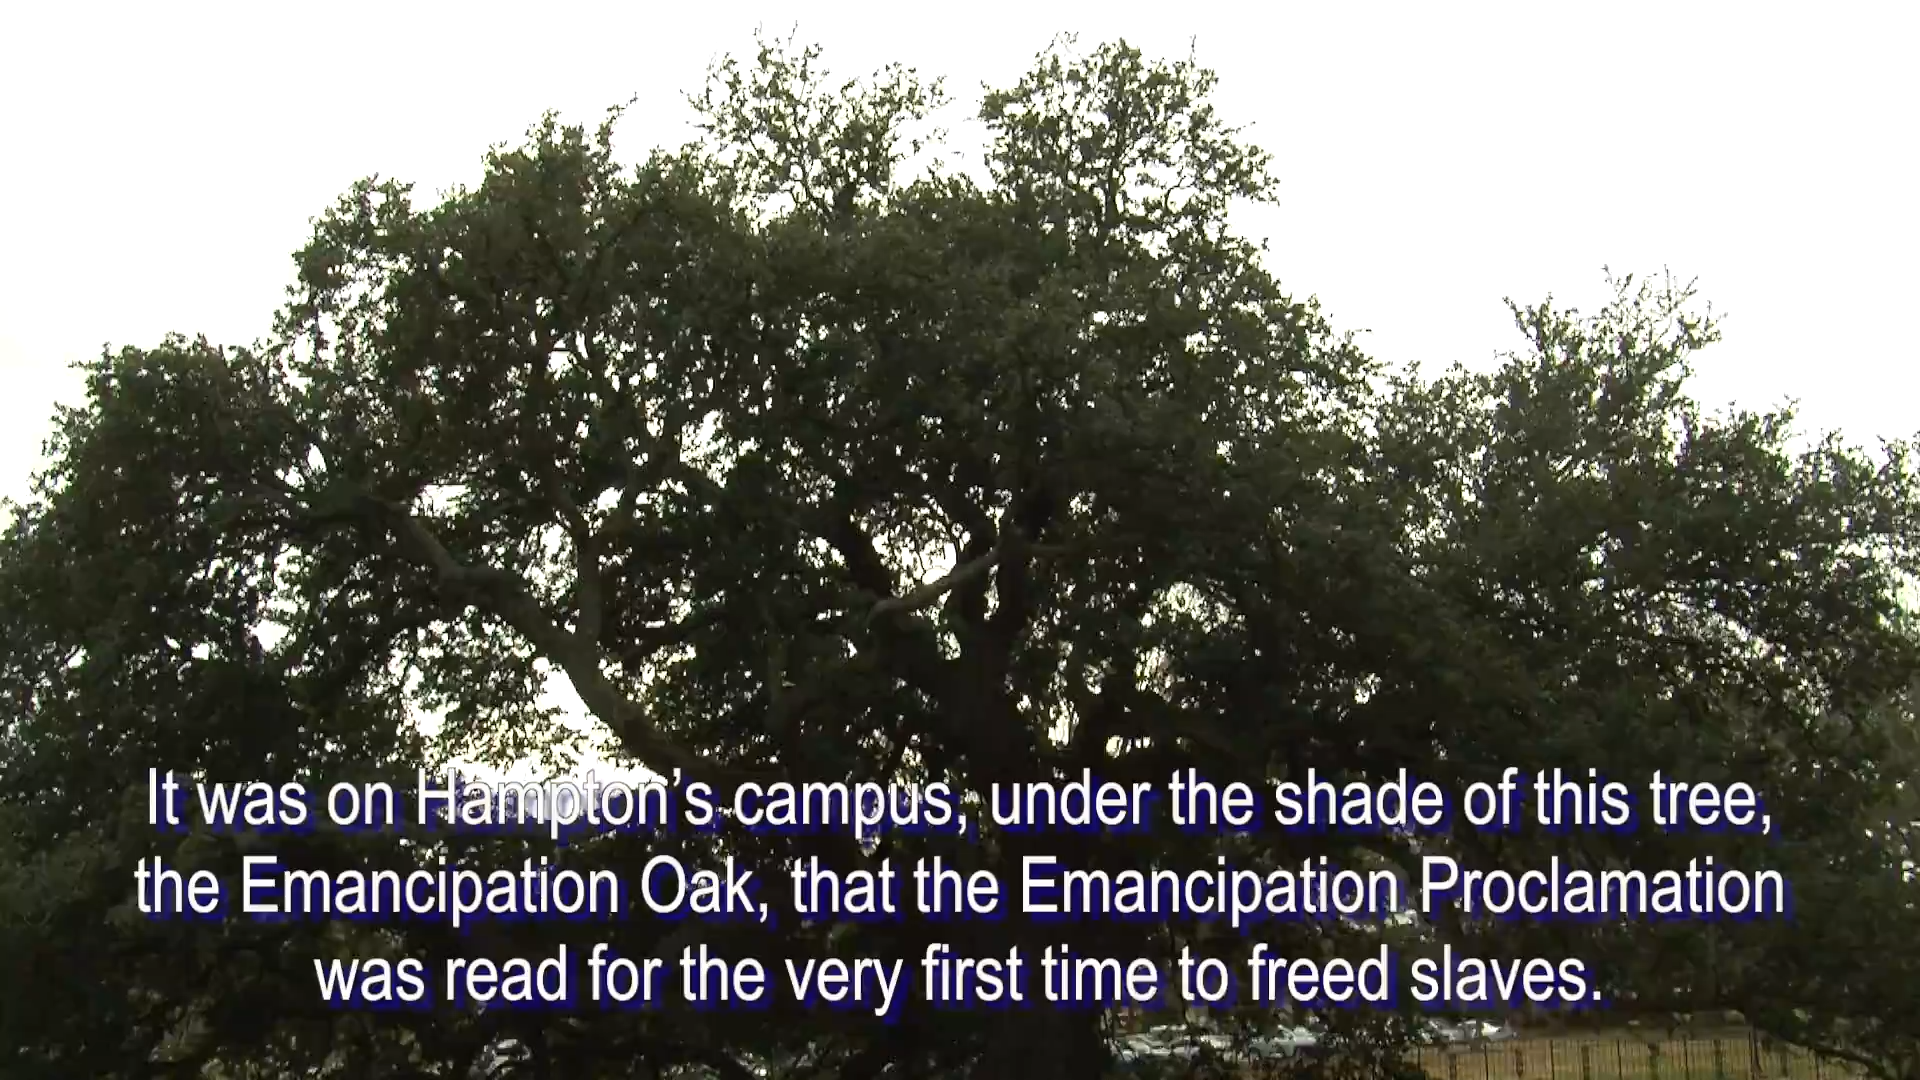 It was on Hampton’s campus, under the shade of this tree,
the Emancipation Oak, that the Emancipation Proclamation
was read for the very first time to freed slaves.